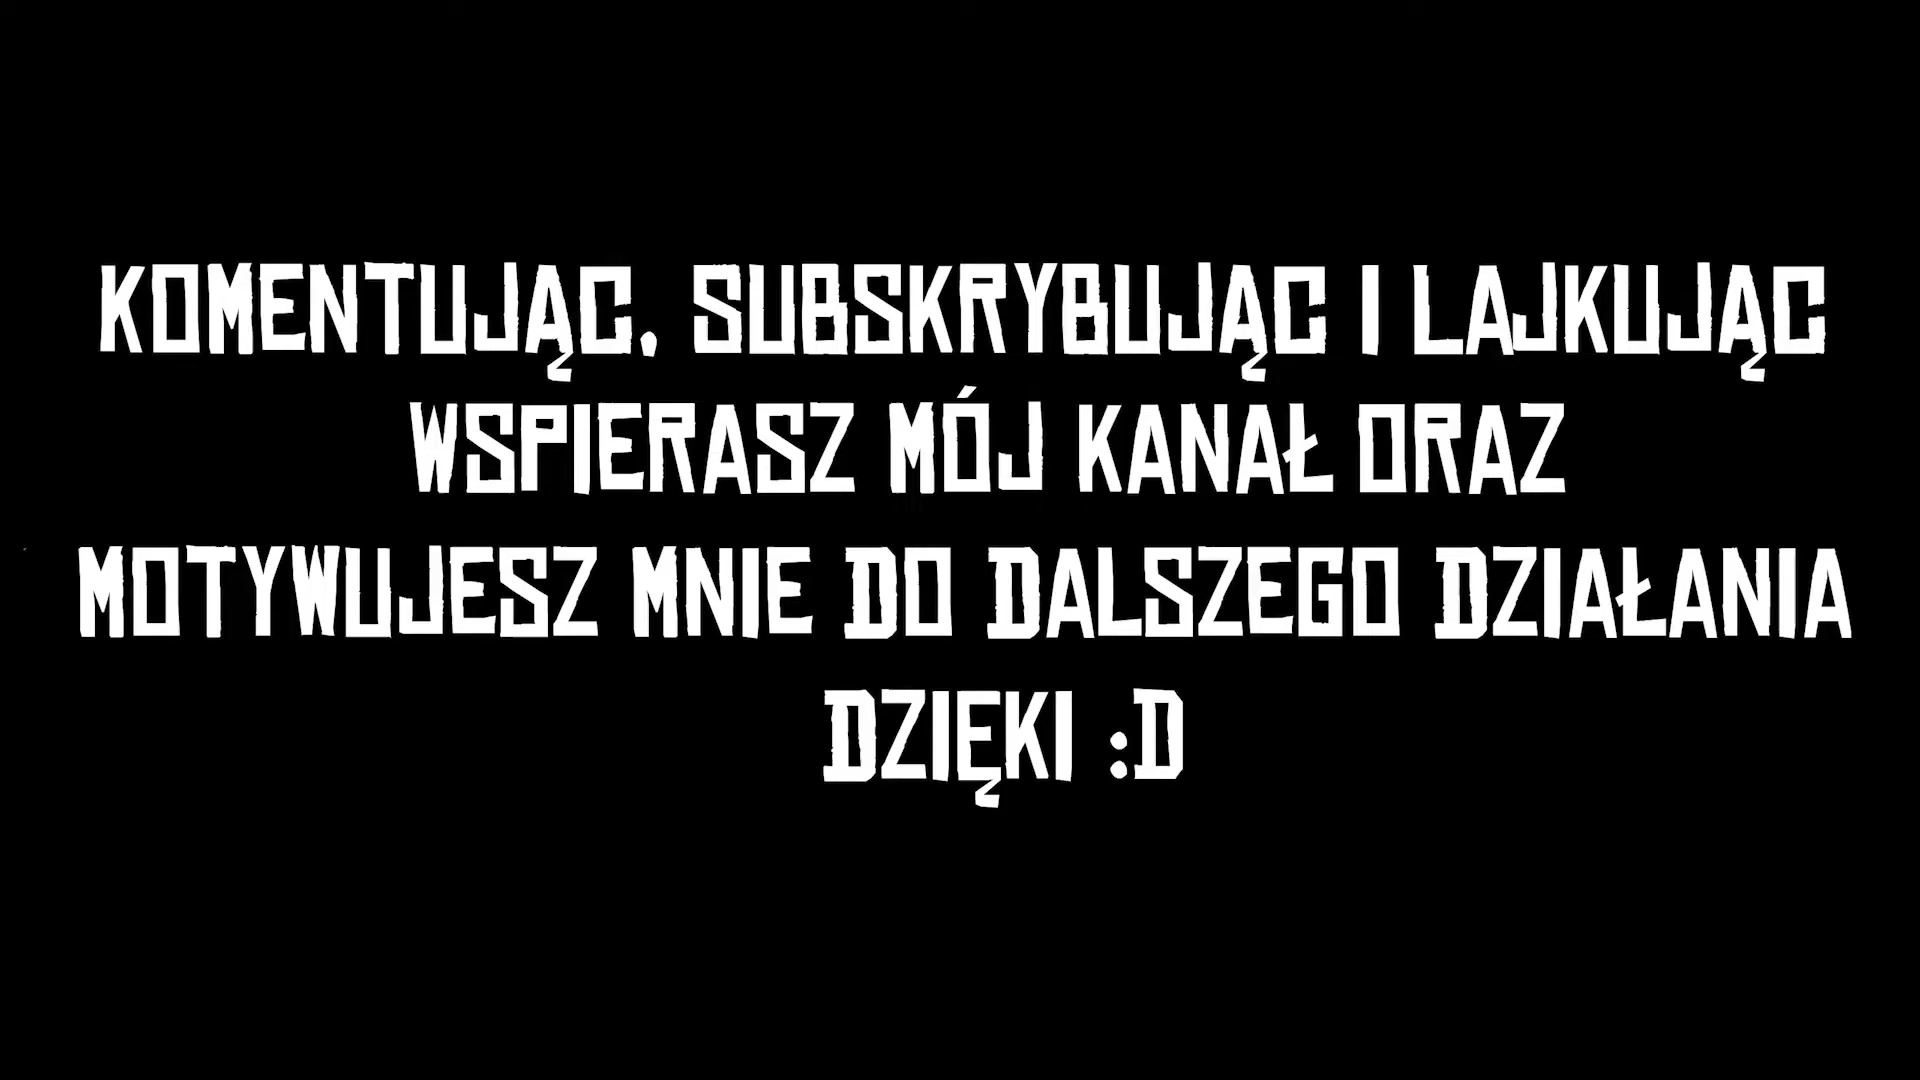 KOMENTUJĄC, SUBSKRYBUJĄC I LAJKUJĄC
WSPIERASZ MÓJ KANAŁ ORAZ
MOTYWUJESZ MNIE DO DALSZEGO DZIAŁANIA
DZIĘKI :D